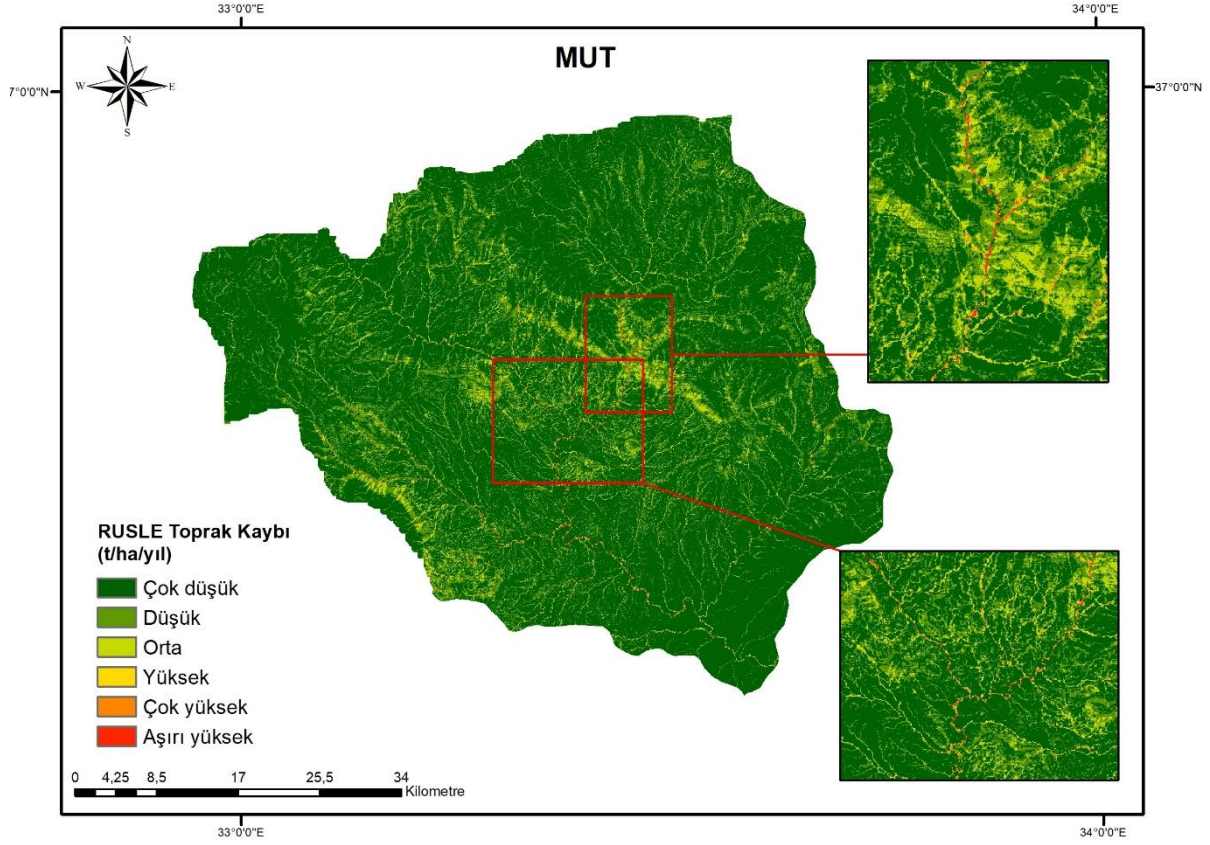 33°0'0"E
34°0'0"E
MUT
N
W
E
S
7°0'0"N
37°0'0"N
RUSLE Toprak Kaybı
(t/ha/yıl)
Çok düşük
Düşük
Orta
Yüksek
Çok yüksek
Aşırı yüksek
0 4,25 8,5 17 25,5 34
Kilometre
33°0'0"E
34°0'0"E